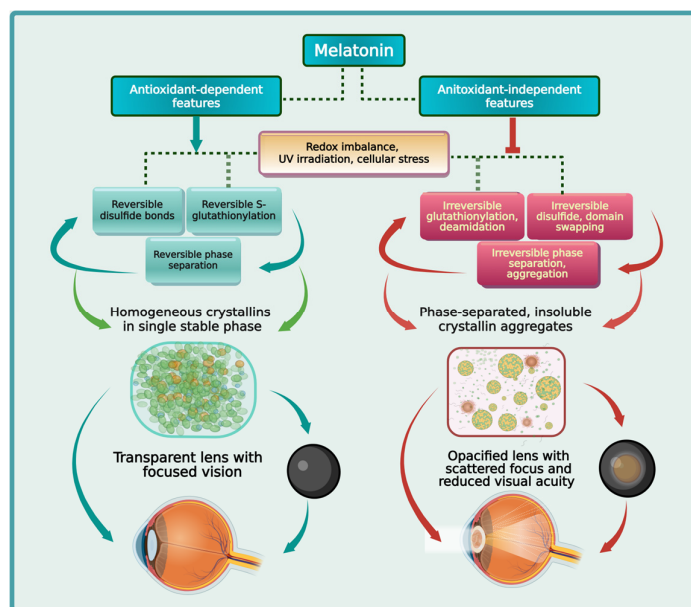 Melatonin
Antioxidant-dependent
features
Anitoxidant-independent
features
Redox imbalance,
UV irradiation, cellular stress
Reversible
disulfide bonds
Reversible S-
glutathionylation
Reversible phase
separation
Irreversible
glutathionylation,
deamidation
Irreversible
disulfide, domain
swapping
Irreversible phase
separation,
aggregation
Homogeneous crystallins
in single stable phase
Phase-separated, insoluble
crystallin aggregates
Transparent lens with
focused vision
Opacified lens with
scattered focus and
reduced visual acuity